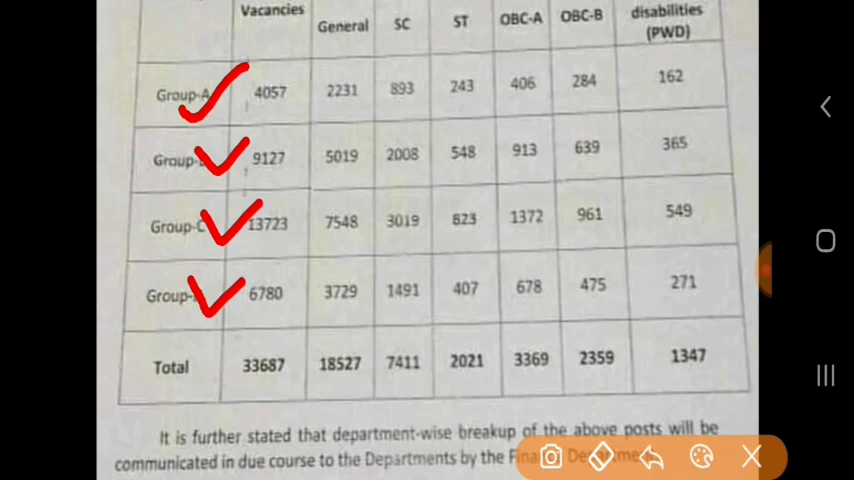 Vacancies General SC ST OBC-A OBC-B disabilities (PWD)
Group-A 4057 2231 893 243 406 284 162
Group- 9127 5019 2008 548 913 639 365
Group-C 13723 7548 3019 823 1372 961 549
Group- 6780 3729 1491 407 678 475 271
Total 33687 18527 7411 2021 3369 2359 1347
It is further stated that department-wise breakup of the above posts will be
communicated in due course to the Departments by the